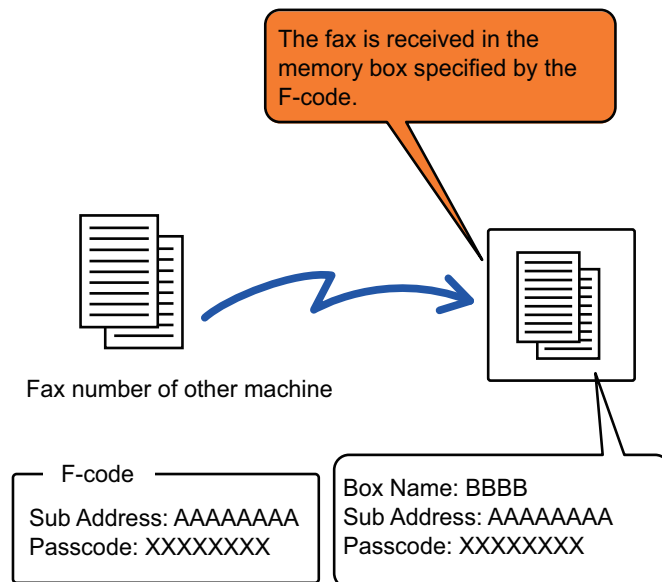 The fax is received in the
memory box specified by the
F-code.
Fax number of other machine
F-code
Sub Address: AAAAAAAA
Passcode: XXXXXXXX
Box Name: BBBB
Sub Address: AAAAAAAA
Passcode: XXXXXXXX